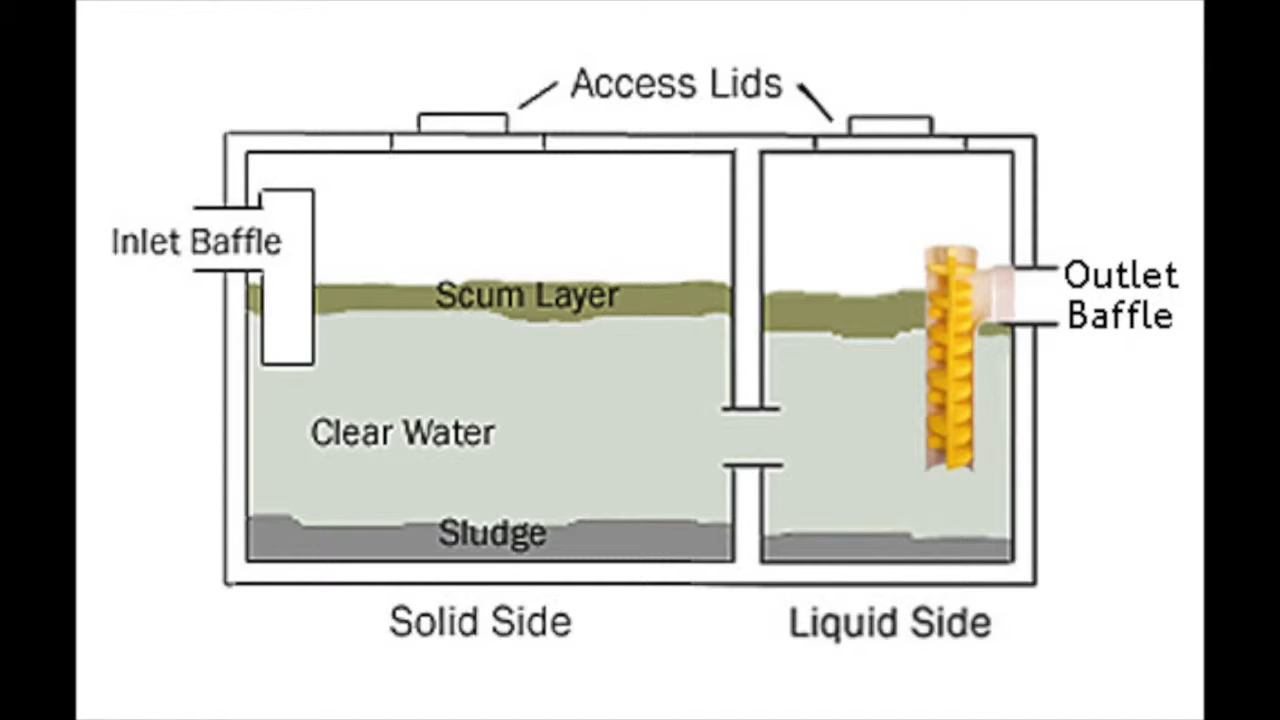 Access Lids
Inlet Baffle
Scum Layer
Outlet
Baffle
Clear Water
Sludge
Solid Side
Liquid Side